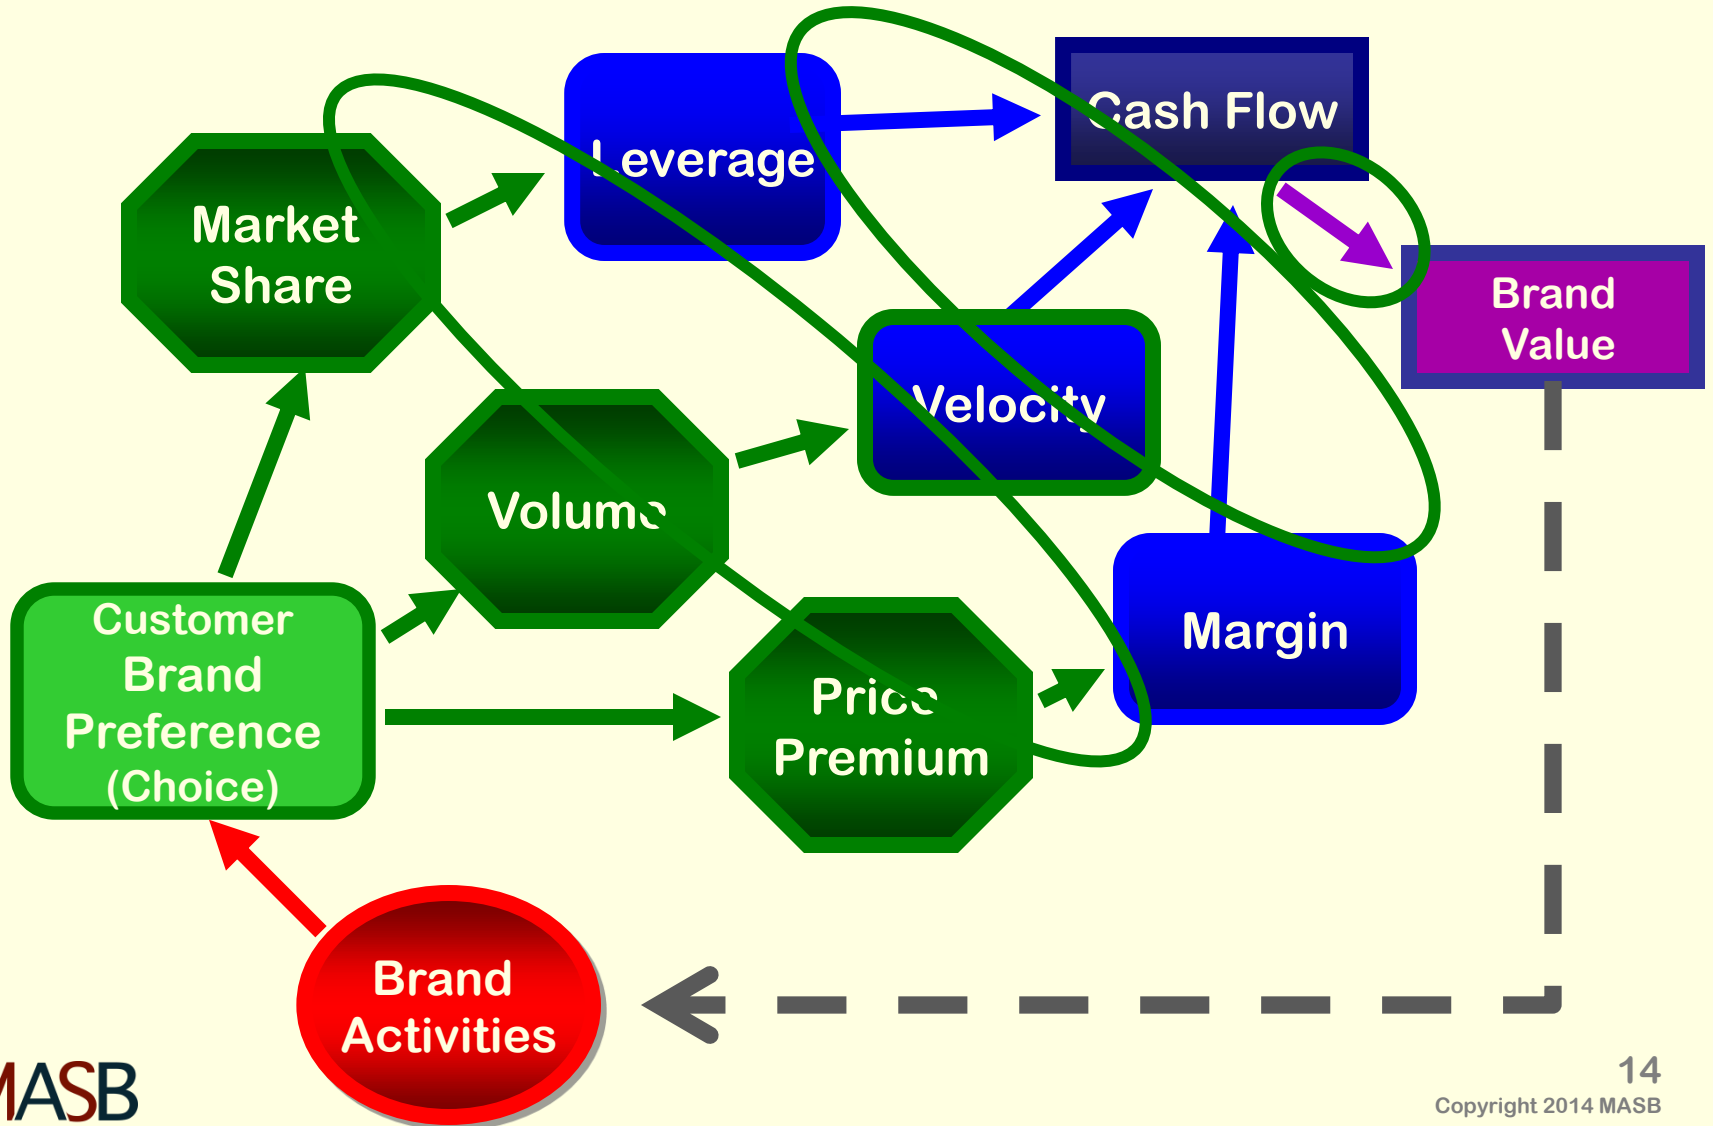 Leverage
Cash Flow
Market
Share
Brand
Value
Velocity
Volume
Customer
Brand
Preference
(Choice)
Margin
Price
Premium
Brand
Activities
MASB
14
Copyright 2014 MASB